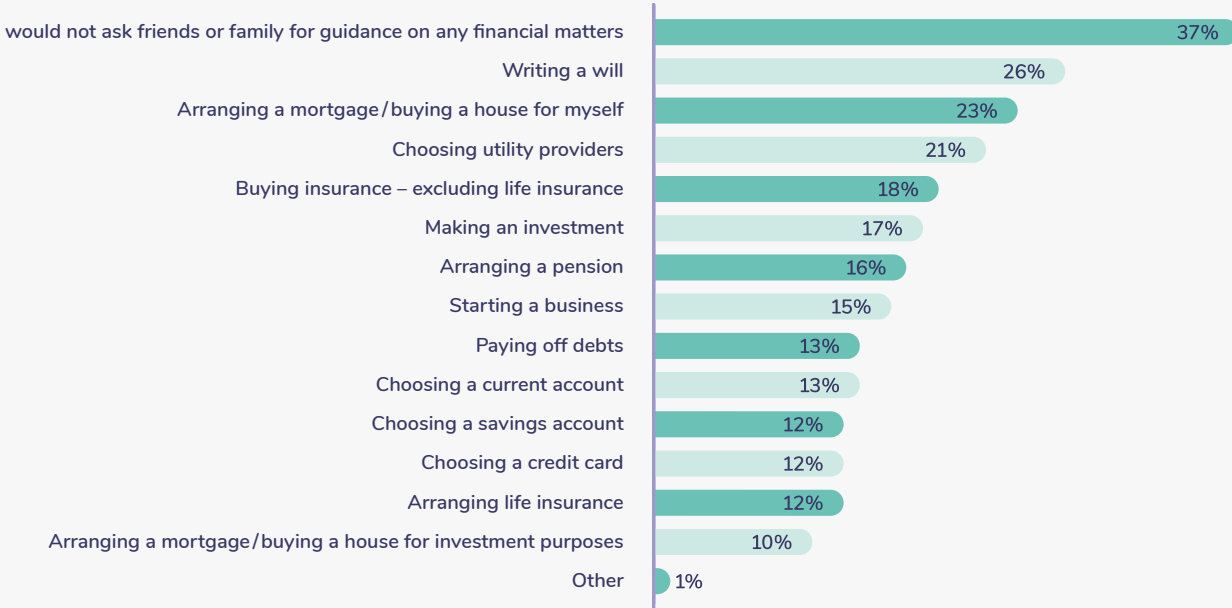 would not ask friends or family for guidance on any financial matters 37%
Writing a will 26%
Arranging a mortgage/buying a house for myself 23%
Choosing utility providers 21%
Buying insurance – excluding life insurance 18%
Making an investment 17%
Arranging a pension 16%
Starting a business 15%
Paying off debts 13%
Choosing a current account 13%
Choosing a savings account 12%
Choosing a credit card 12%
Arranging life insurance 12%
Arranging a mortgage/buying a house for investment purposes 10%
Other 1%